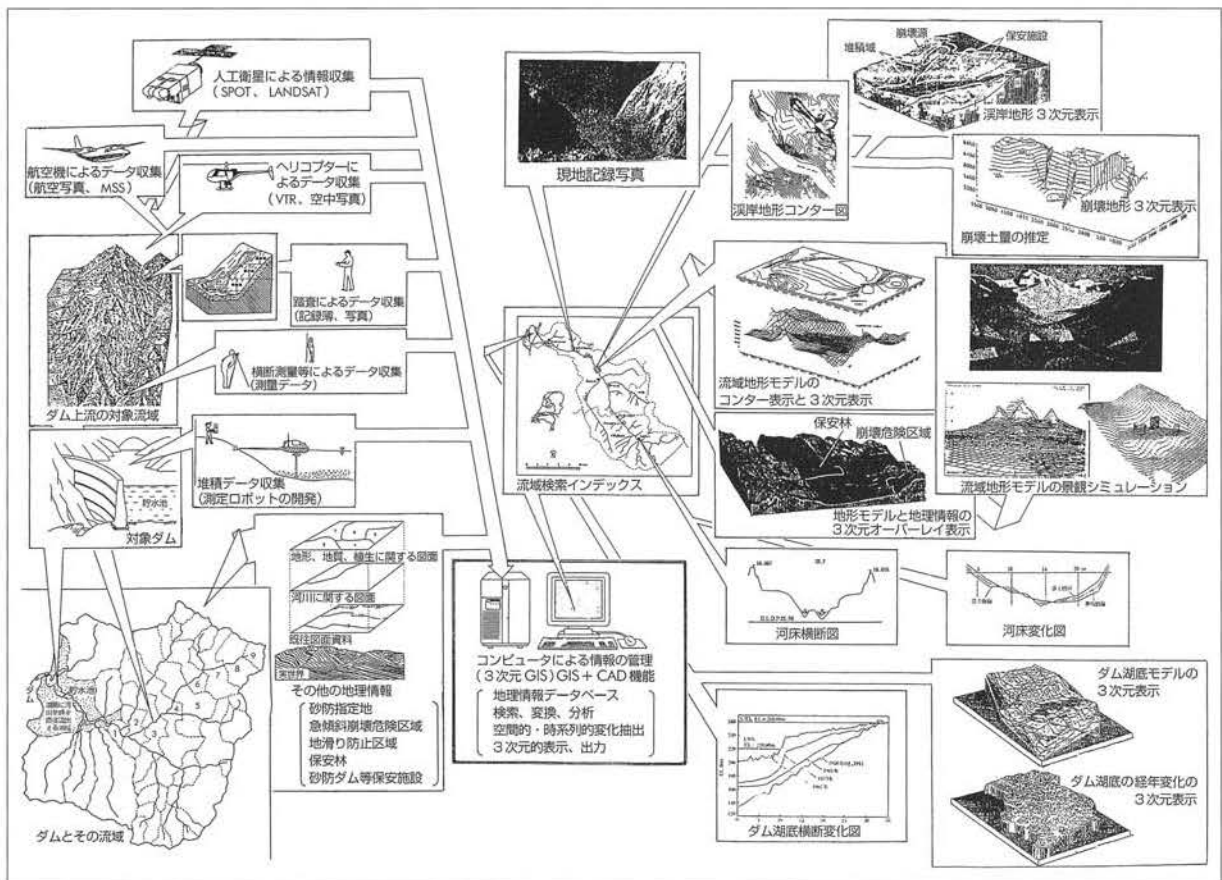 人工衛星による情報収集
(SPOT、LANDSAT)
航空機によるデータ収集
(航空写真、MSS)
ヘリコプターに
よるデータ収集
(VTR、空中写真)
踏査によるデータ収集
(記録簿、写真)
横断測量等によるデータ収集
(測量データ)
ダム上流の対象流域
堆積データ収集
(測定ロボットの開発)
貯水池
対象ダム
地形、地質、植生に関する図面
河川に関する図面
既往図面資料
実世界
その他の地理情報
砂防指定地
急傾斜崩壊危険区域
地滑り防止区域
保安林
砂防ダム等保安施設
ダム
貯水池
1
2
3
4
5
6
7
8
9
ダムとその流域
現地記録写真
流域検索インデックス
コンピュータによる情報の管理
(3次元GIS)GIS+CAD機能
地理情報データベース
検索、変換、分析
空間的・時系列的変化抽出
3次元的表示、出力
崩壊源
堆積域
保安施設
渓岸地形3次元表示
渓岸地形コンター図
崩壊地形3次元表示
崩壊土量の推定
流域地形モデルの
コンター表示と3次元表示
流域地形モデルの景観シミュレーション
保安林
崩壊危険区域
地形モデルと地理情報の
3次元オーバーレイ表示
河床横断図
河床変化図
ダム湖底横断変化図
ダム湖底モデルの
3次元表示
ダム湖底の経年変化の
3次元表示